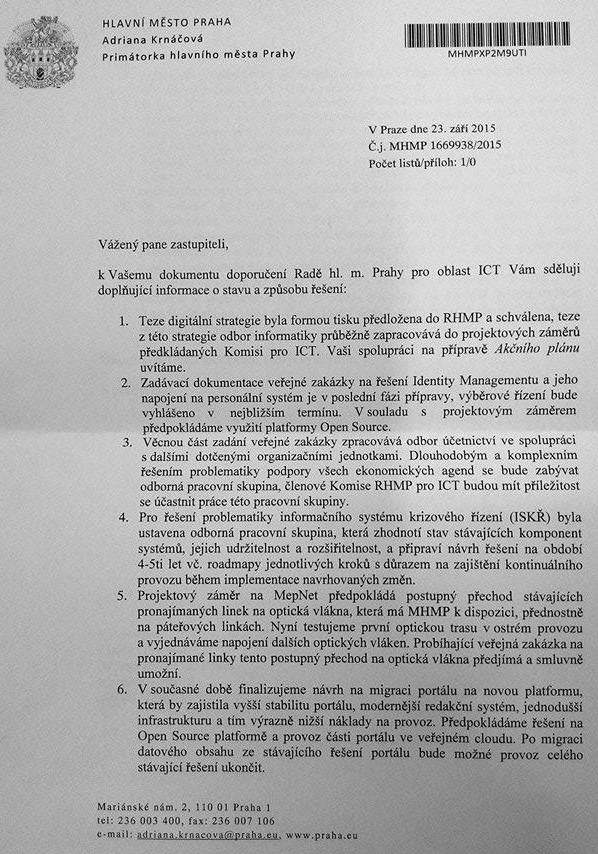 HLAVNÍ MĚSTO PRAHA
Adriana Krnáčová
Primátorka hlavního města Prahy
MHMPXP2M9UTI
V Praze dne 23. září 2015
Č.j. MHMP 1669938/2015
Počet listů/příloh: 1/0
Vážený pane zastupiteli,
k Vašemu dokumentu doporučení Radě hl. m. Prahy pro oblast ICT Vám sděluji
doplňující informace o stavu a způsobu řešení:
1. Teze digitální strategie byla formou tisku předložena do RHMP a schválena, teze
z této strategie odbor informatiky průběžně zapracovává do projektových záměrů
předkládaných Komisi pro ICT. Vaši spolupráci na přípravě Akčního plánu
uvítáme.
2. Zadávací dokumentace veřejné zakázky na řešení Identity Managementu a jeho
napojení na personální systém je v poslední fázi přípravy, výběrové řízení bude
vyhlášeno v nejbližším termínu. V souladu s projektovým záměrem
předpokládáme využití platformy Open Source.
3. Věcnou část zadání veřejné zakázky zpracovává odbor účetnictví ve spolupráci
s dalšími dotčenými organizačními jednotkami. Dlouhodobým a komplexním
řešením problematiky podpory všech ekonomických agend se bude zabývat
odborná pracovní skupina, členové Komise RHMP pro ICT budou mít příležitost
se účastnit práce této pracovní skupiny.
4. Pro řešení problematiky informačního systému krizového řízení (ISKŘ) byla
ustavena odborná pracovní skupina, která zhodnotí stav stávajících komponent
systémů, jejich udržitelnost a rozšiřitelnost, a připraví návrh řešení na období
4-5ti let vč. roadmapy jednotlivých kroků s důrazem na zajištění kontinuálního
provozu během implementace navrhovaných změn.
5. Projektový záměr na MepNet předpokládá postupný přechod stávajících
pronajímaných linek na optická vlákna, která má MHMP k dispozici, přednostně
na páteřových linkách. Nyní testujeme první optickou trasu v ostrém provozu
a vyjednáváme napojení dalších optických vláken. Probíhající veřejná zakázka na
pronajímané linky tento postupný přechod na optická vlákna předjímá a smluvně
umožní.
6. V současné době finalizujeme návrh na migraci portálu na novou platformu,
která by zajistila vyšší stabilitu portálu, modernější redakční systém, jednodušší
infrastrukturu a tím výrazně nižší náklady na provoz. Předpokládáme řešení na
Open Source platformě a provoz části portálu ve veřejném cloudu. Po migraci
datového obsahu ze stávajícího řešení portálu bude možné provoz celého
stávající řešení ukončit.
Mariánské nám. 2, 110 01 Praha 1
tel: 236 003 400, fax: 236 007 106
e-mail: adriana.krnacova@praha.eu, www.praha.eu